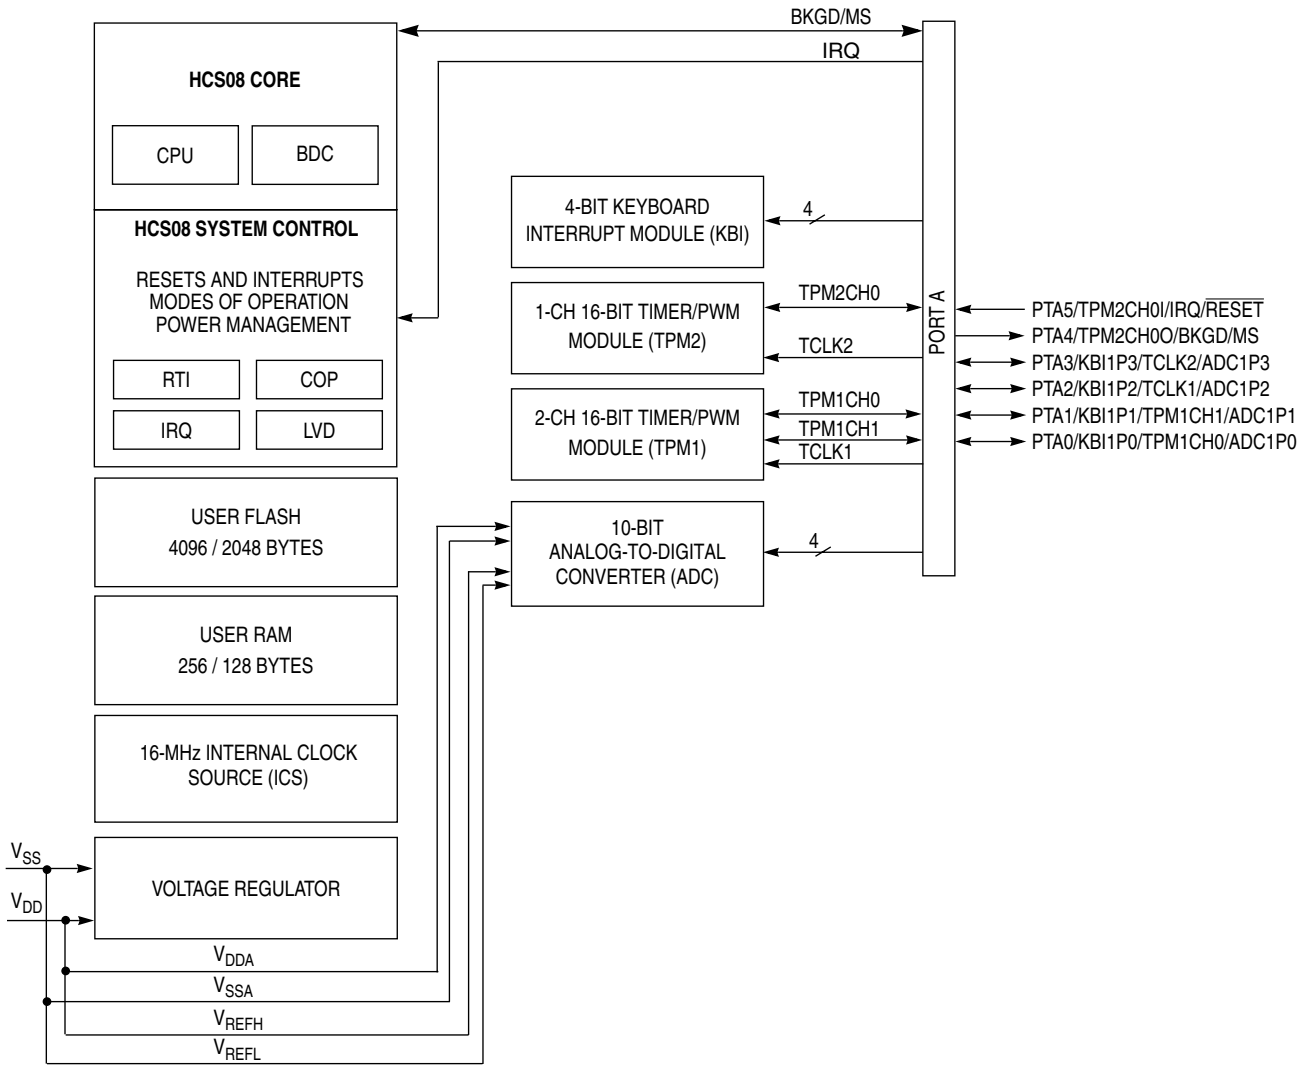 BKGD/MS
IRQ
HCS08 CORE
CPU
BDC
HCS08 SYSTEM CONTROL
RESETS AND INTERRUPTS
MODES OF OPERATION
POWER MANAGEMENT
RTI
COP
IRQ
LVD
USER FLASH
4096 / 2048 BYTES
USER RAM
256 / 128 BYTES
16-MHz INTERNAL CLOCK
SOURCE (ICS)
VOLTAGE REGULATOR
VSS
VDD
VDDA
VSSA
VREFH
VREFL
4-BIT KEYBOARD
INTERRUPT MODULE (KBI)
4
1-CH 16-BIT TIMER/PWM
MODULE (TPM2)
TPM2CH0
TCLK2
2-CH 16-BIT TIMER/PWM
MODULE (TPM1)
TPM1CH0
TPM1CH1
TCLK1
10-BIT
ANALOG-TO-DIGITAL
CONVERTER (ADC)
4
PORT A
PTA5/TPM2CH0I/IRQ/RESET
PTA4/TPM2CH0O/BKGD/MS
PTA3/KBI1P3/TCLK2/ADC1P3
PTA2/KBI1P2/TCLK1/ADC1P2
PTA1/KBI1P1/TPM1CH1/ADC1P1
PTA0/KBI1P0/TPM1CH0/ADC1P0